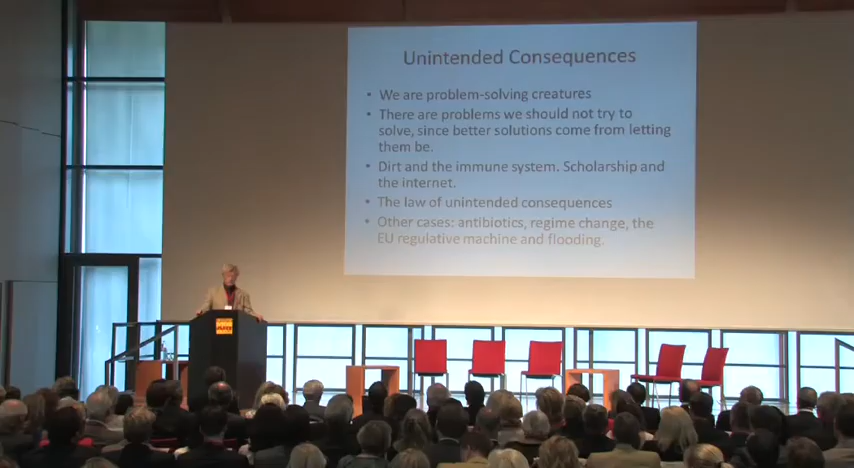 Unintended Consequences
• We are problem-solving creatures
• There are problems we should not try to
solve, since better solutions come from letting
them be.
• Dirt and the immune system. Scholarship and
the internet.
• The law of unintended consequences
• Other cases: antibiotics, regime change, the
EU regulative machine and flooding.